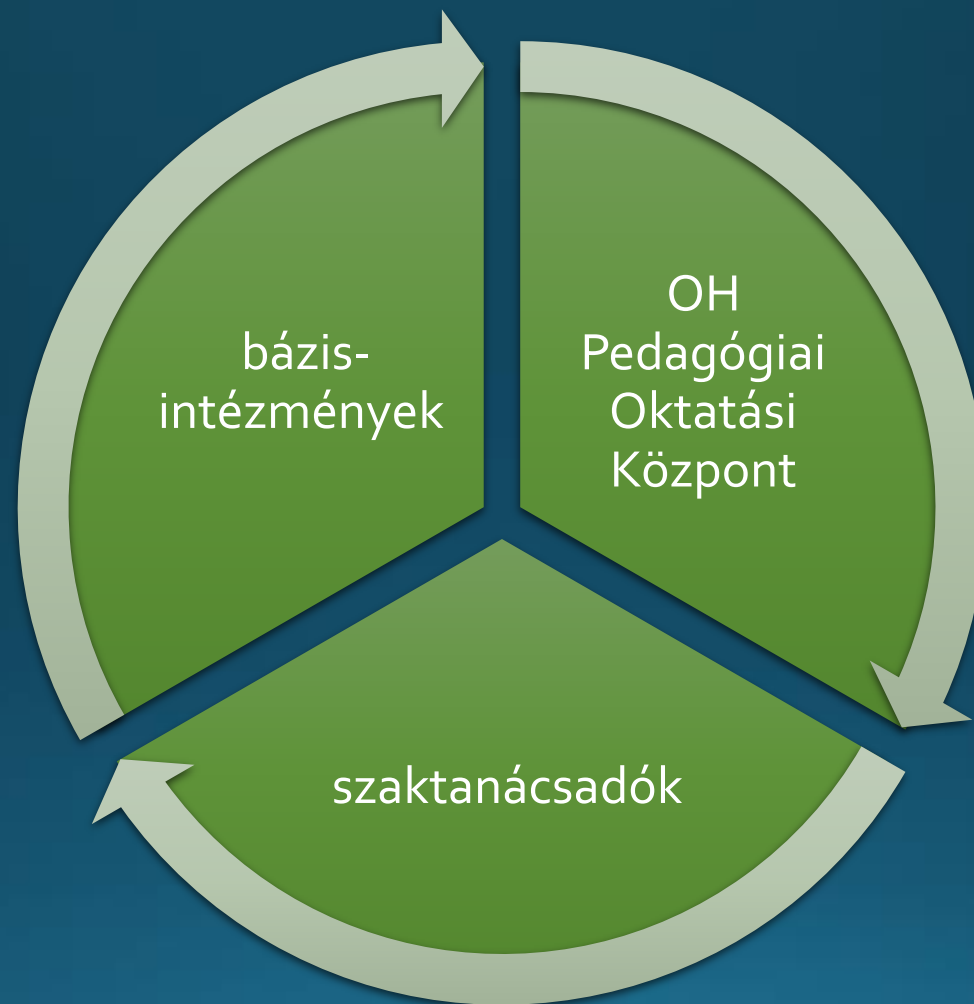 bázis-
intézmények
OH
Pedagógiai
Oktatási
Központ
szaktanácsadók